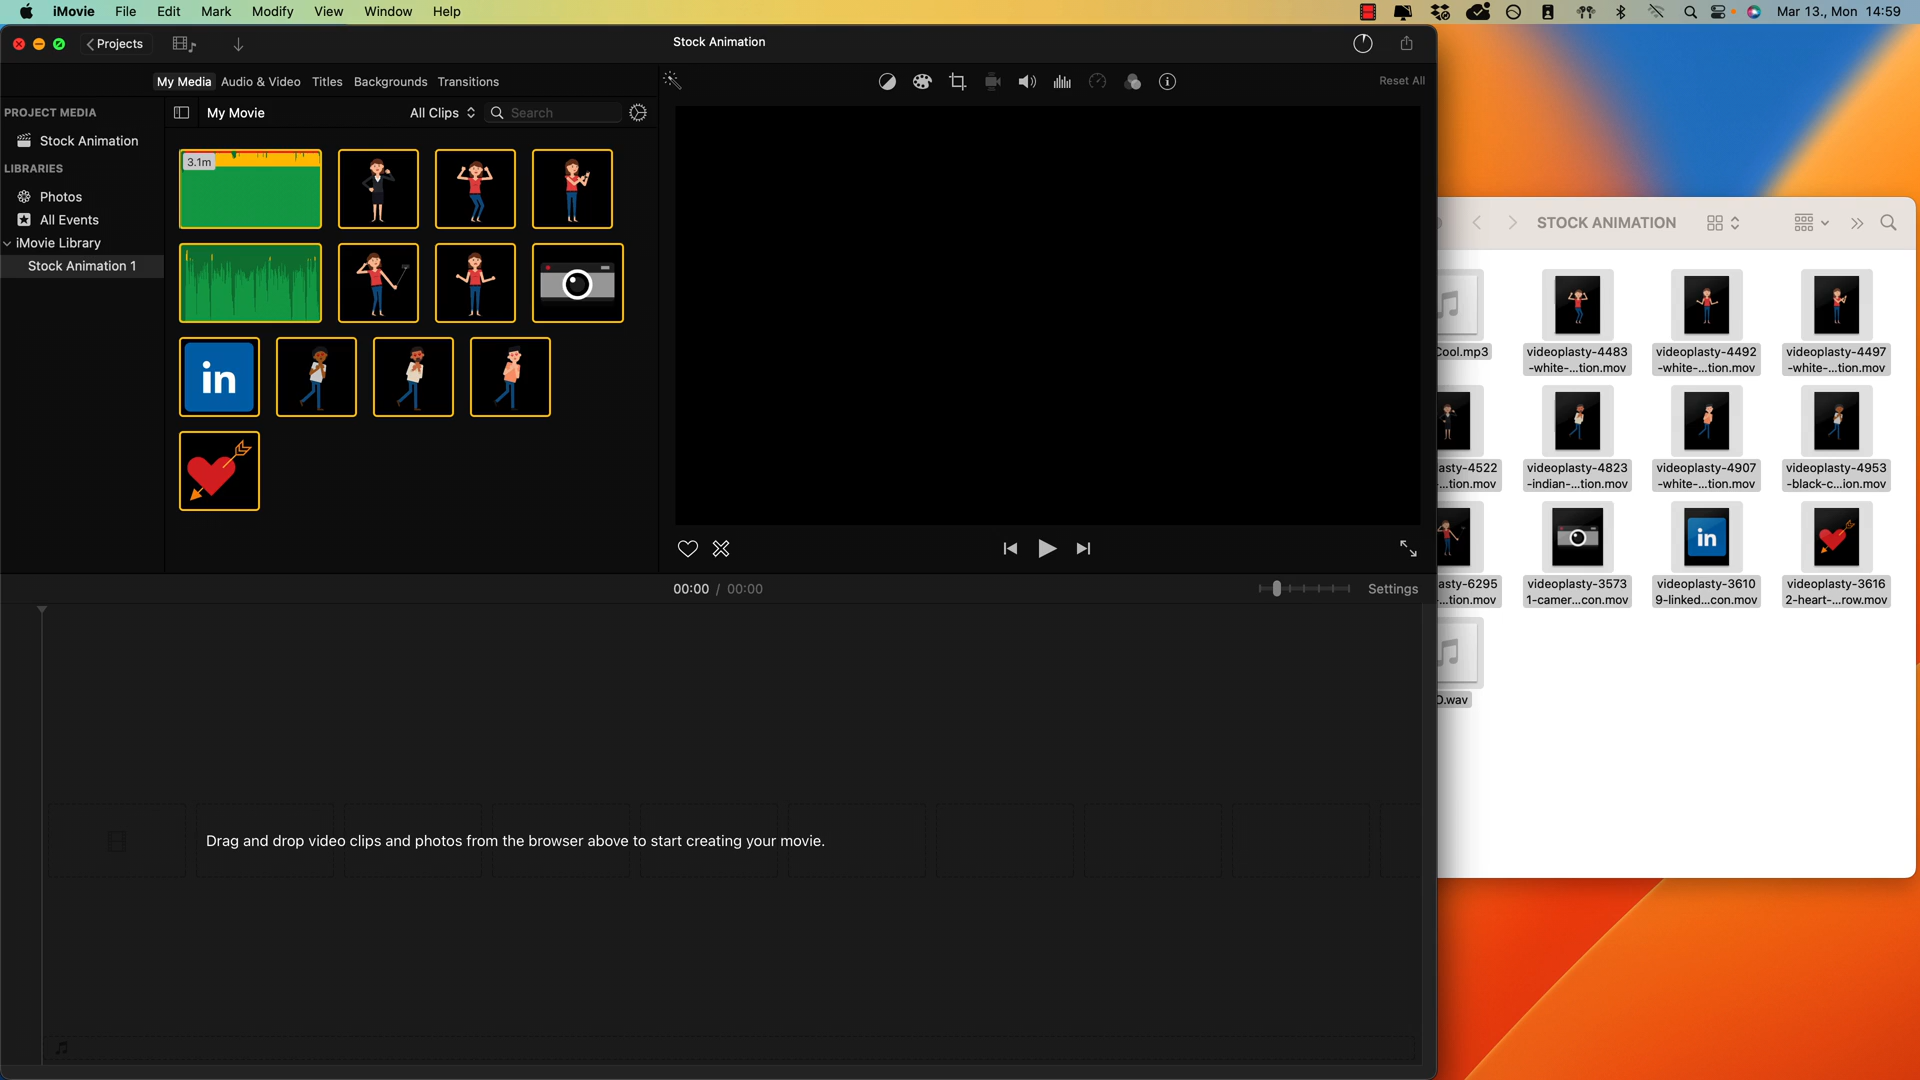 iMovie File Edit Mark Modify View Window Help
Mar 13., Mon 14:59
Projects
Stock Animation
My Media Audio & Video Titles Backgrounds Transitions
Reset All
PROJECT MEDIA
Stock Animation
LIBRARIES
Photos
All Events
iMovie Library
Stock Animation 1
My Movie
All Clips
Search
3.1m
in
00:00 / 00:00
Settings
Drag and drop video clips and photos from the browser above to start creating your movie.
STOCK ANIMATION
Cool.mp3
videoplasty-4483
-white-...tion.mov
videoplasty-4492
-white-...tion.mov
videoplasty-4497
-white-...tion.mov
asty-4522
...tion.mov
videoplasty-4823
-indian-...tion.mov
videoplasty-4907
-white-...tion.mov
videoplasty-4953
-black-c...ion.mov
asty-6295
...tion.mov
videoplasty-3573
1-camer...con.mov
in
videoplasty-3610
9-linked...con.mov
videoplasty-3616
2-heart-...row.mov
.wav